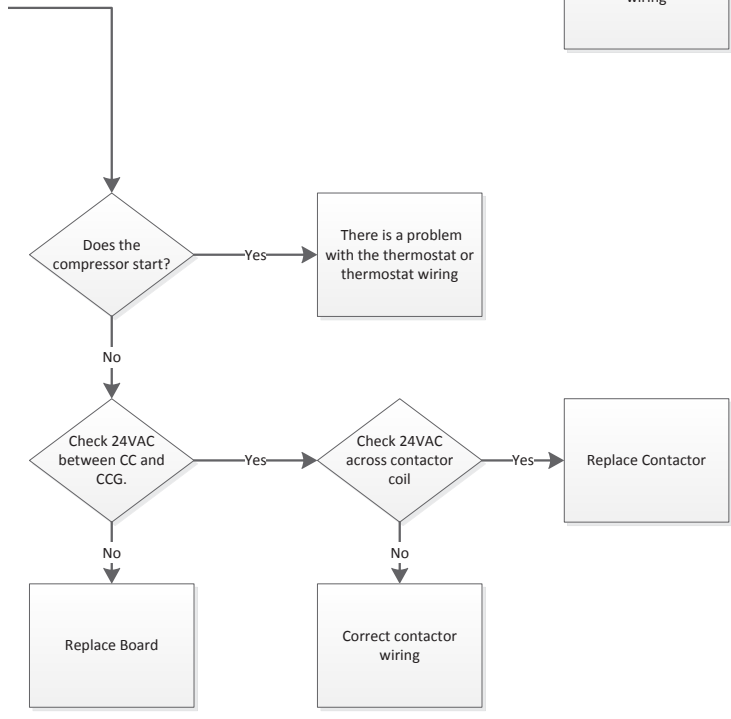 wiring
Does the
compressor start?
Yes
There is a problem
with the thermostat or
thermostat wiring
No
Check 24VAC
between CC and
CCG.
Yes
Check 24VAC
across contactor
coil
Yes
Replace Contactor
No
No
Replace Board
Correct contactor
wiring